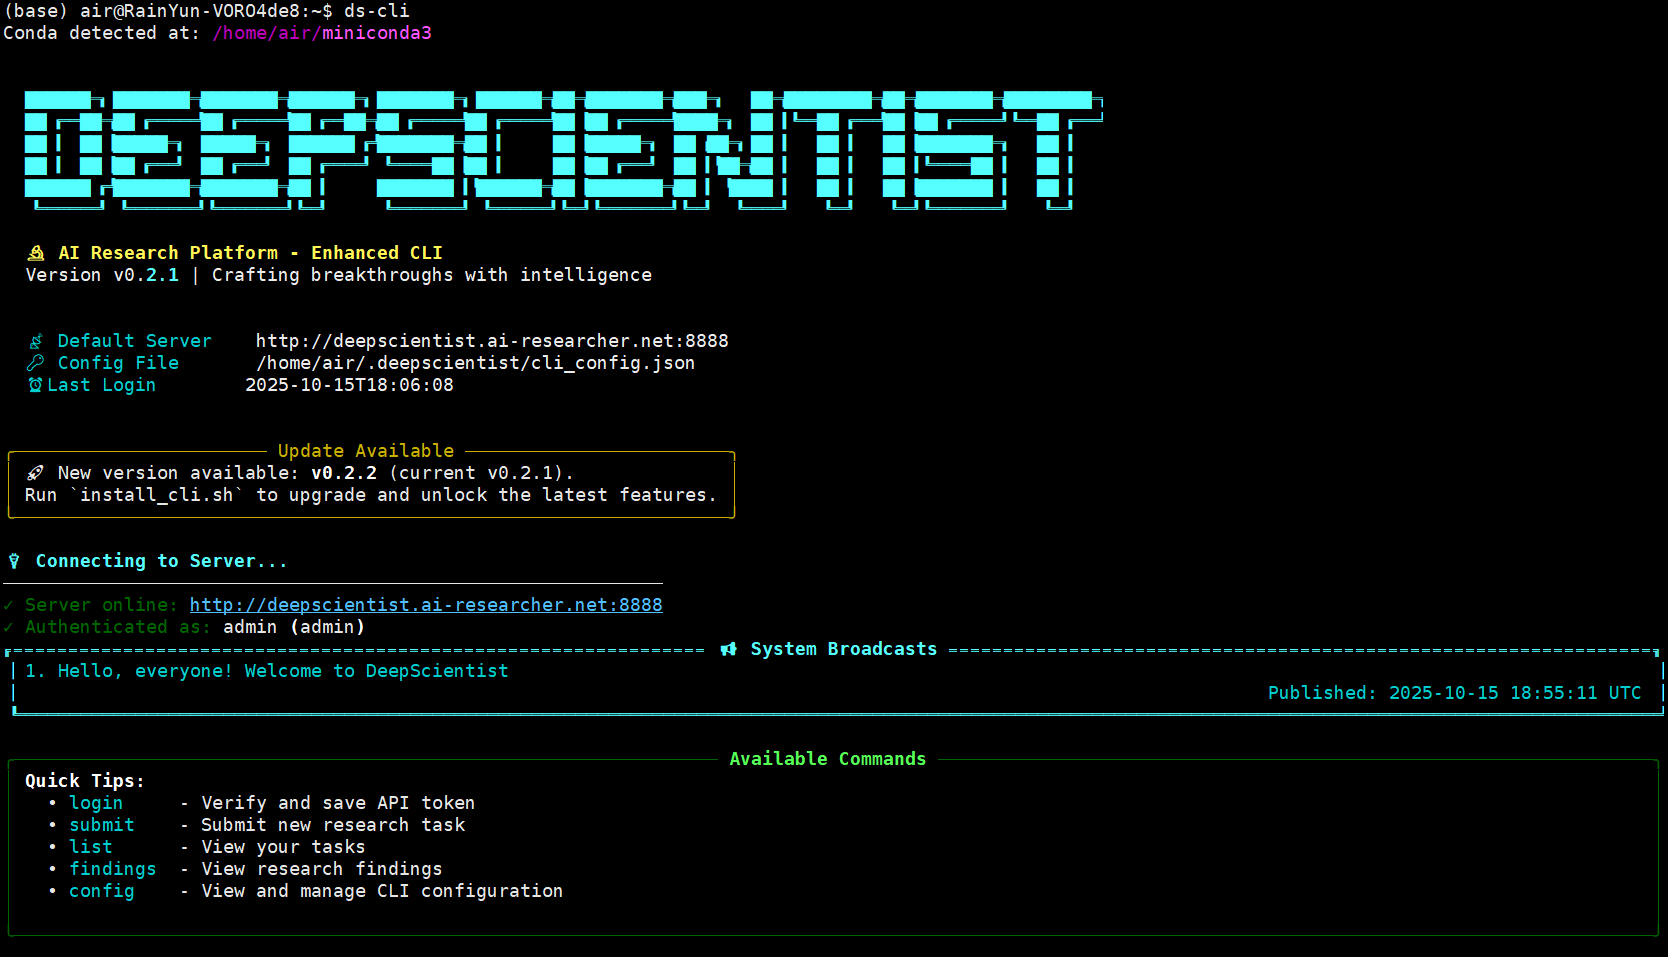 (base) air@RainYun-VORO4de8:~$ ds-cli
Conda detected at: /home/air/miniconda3
DEEPSCIENTIST
AI Research Platform - Enhanced CLI
Version v0.2.1 | Crafting breakthroughs with intelligence
Default Server http://deepscientist.ai-researcher.net:8888
Config File /home/air/.deepscientist/cli_config.json
Last Login 2025-10-15T18:06:08
Update Available
New version available: v0.2.2 (current v0.2.1).
Run `install_cli.sh` to upgrade and unlock the latest features.
Connecting to Server...
✓ Server online: http://deepscientist.ai-researcher.net:8888
✓ Authenticated as: admin (admin)
System Broadcasts
1. Hello, everyone! Welcome to DeepScientist
Published: 2025-10-15 18:55:11 UTC
Available Commands
Quick Tips:
• login - Verify and save API token
• submit - Submit new research task
• list - View your tasks
• findings - View research findings
• config - View and manage CLI configuration